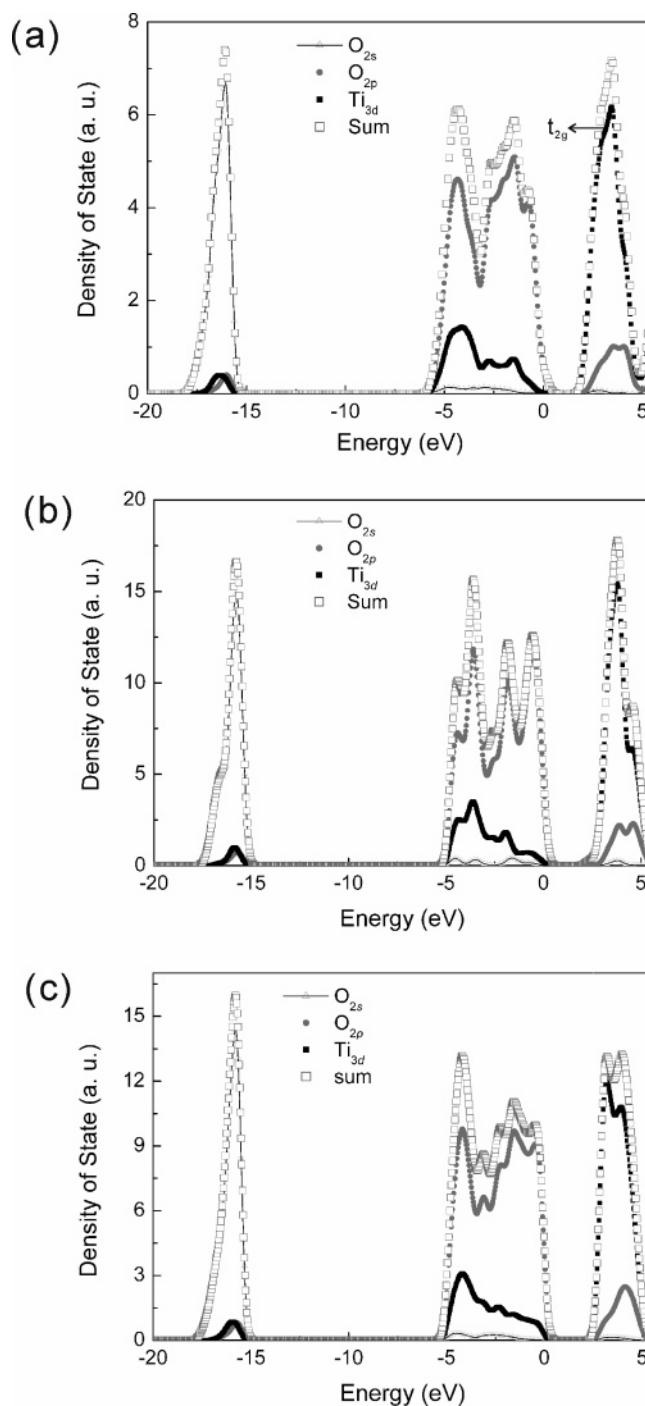 (a)
8
6
4
2
0
Density of State (a. u.)
O2s
O2p
Ti3d
Sum
t2g
-20 -15 -10 -5 0 5
Energy (eV)
(b)
20
15
10
5
0
Density of State (a. u.)
O2s
O2p
Ti3d
Sum
-20 -15 -10 -5 0 5
Energy (eV)
(c)
15
12
9
6
3
0
Density of State (a. u.)
O2s
O2p
Ti3d
sum
-20 -15 -10 -5 0 5
Energy (eV)